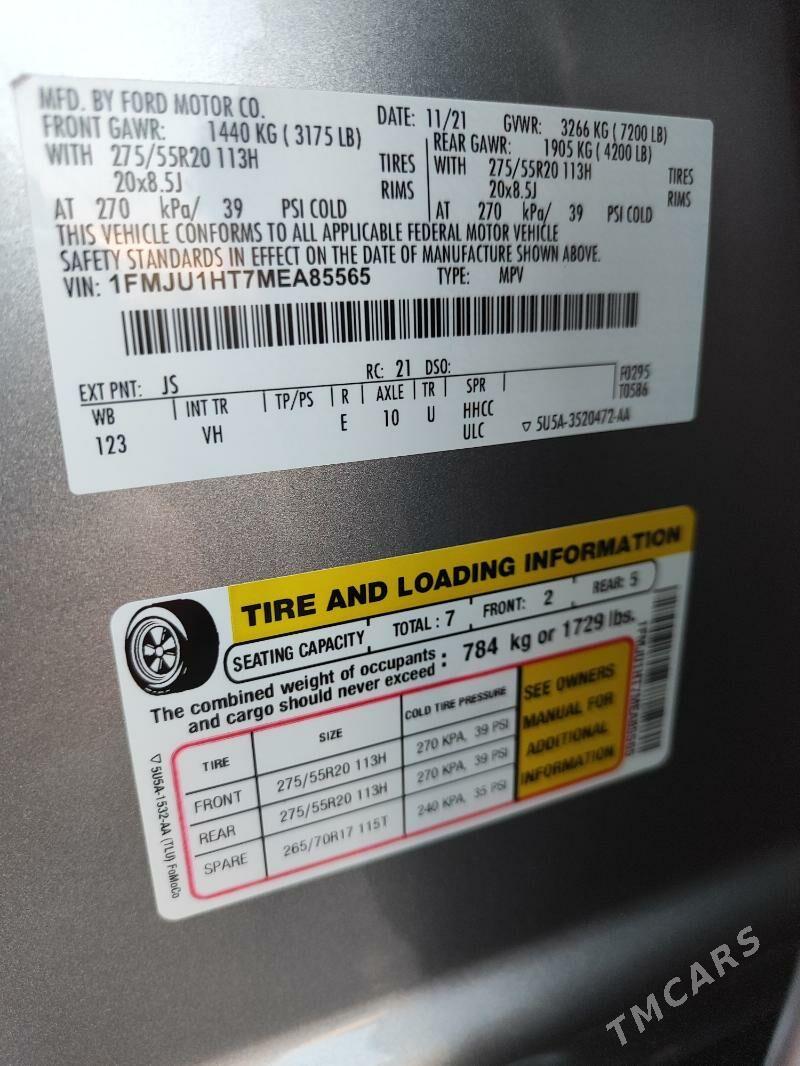 MFD. BY FORD MOTOR CO.
DATE: 11/21 GVWR: 3266 KG ( 7200 LB)
FRONT GAWR: 1440 KG ( 3175 LB)
REAR GAWR: 1905 KG ( 4200 LB)
WITH 275/55R20 113H TIRES
WITH 275/55R20 113H TIRES
20x8.5J RIMS
20x8.5J RIMS
AT 270 kPa/ 39 PSI COLD
AT 270 kPa/ 39 PSI COLD
THIS VEHICLE CONFORMS TO ALL APPLICABLE FEDERAL MOTOR VEHICLE
SAFETY STANDARDS IN EFFECT ON THE DATE OF MANUFACTURE SHOWN ABOVE.
VIN: 1FMJU1HT7MEA85565 TYPE: MPV
EXT PNT: JS RC: 21 DSO:
F0295
T0586
WB INT TR TP/PS R AXLE TR SPR
123 VH E 10 U HHCC
ULC
5U5A-3520472-AA
TIRE AND LOADING INFORMATION
SEATING CAPACITY TOTAL : 7 FRONT: 2 REAR: 5
The combined weight of occupants
and cargo should never exceed : 784 kg or 1729 lbs.
TIRE SIZE COLD TIRE PRESSURE
FRONT 275/55R20 113H 270 KPA, 39 PSI
REAR 275/55R20 113H 270 KPA, 39 PSI
SPARE 265/70R17 115T 240 KPA, 35 PSI
SEE OWNERS
MANUAL FOR
ADDITIONAL
INFORMATION
5U5A-1532-AA (TLU) FoMoCo
TMCARS